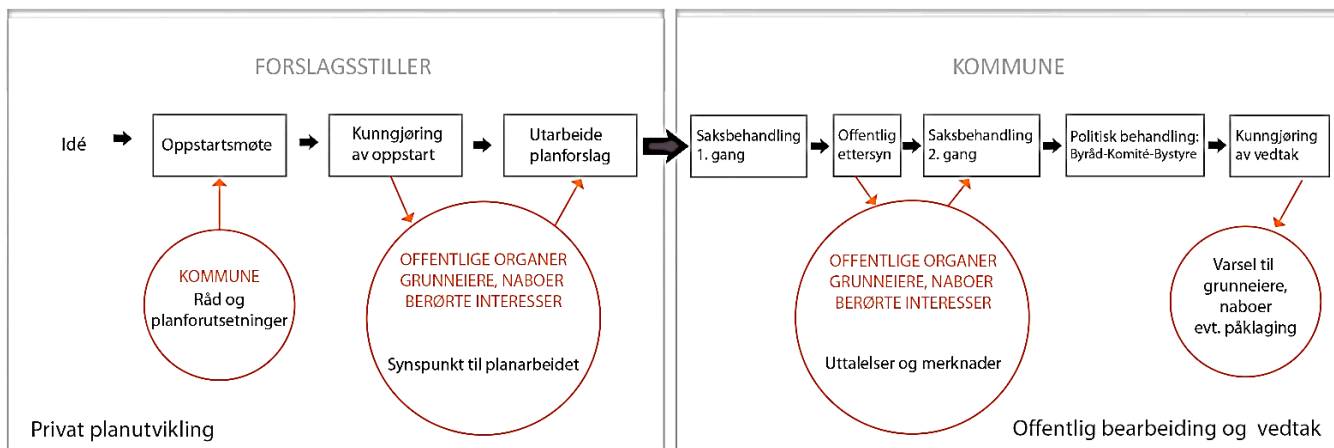 FORSLAGSSTILLER
Idé
Oppstartsmøte
Kunngjøring
av oppstart
Utarbeide
planforslag
KOMMUNE
Råd og
planforutsetninger
OFFENTLIGE ORGANER
GRUNNEIERE, NABOER
BERØRTE INTERESSER
Synspunkt til planarbeidet
Privat planutvikling
KOMMUNE
Saksbehandling
1. gang
Offentlig
ettersyn
Saksbehandling
2. gang
Politisk behandling:
Byråd-Komité-Bystyre
Kunngjøring
av vedtak
OFFENTLIGE ORGANER
GRUNNEIERE, NABOER
BERØRTE INTERESSER
Uttalelser og merknader
Varsel til
grunneiere,
naboer
evt. påklaging
Offentlig bearbeiding og vedtak